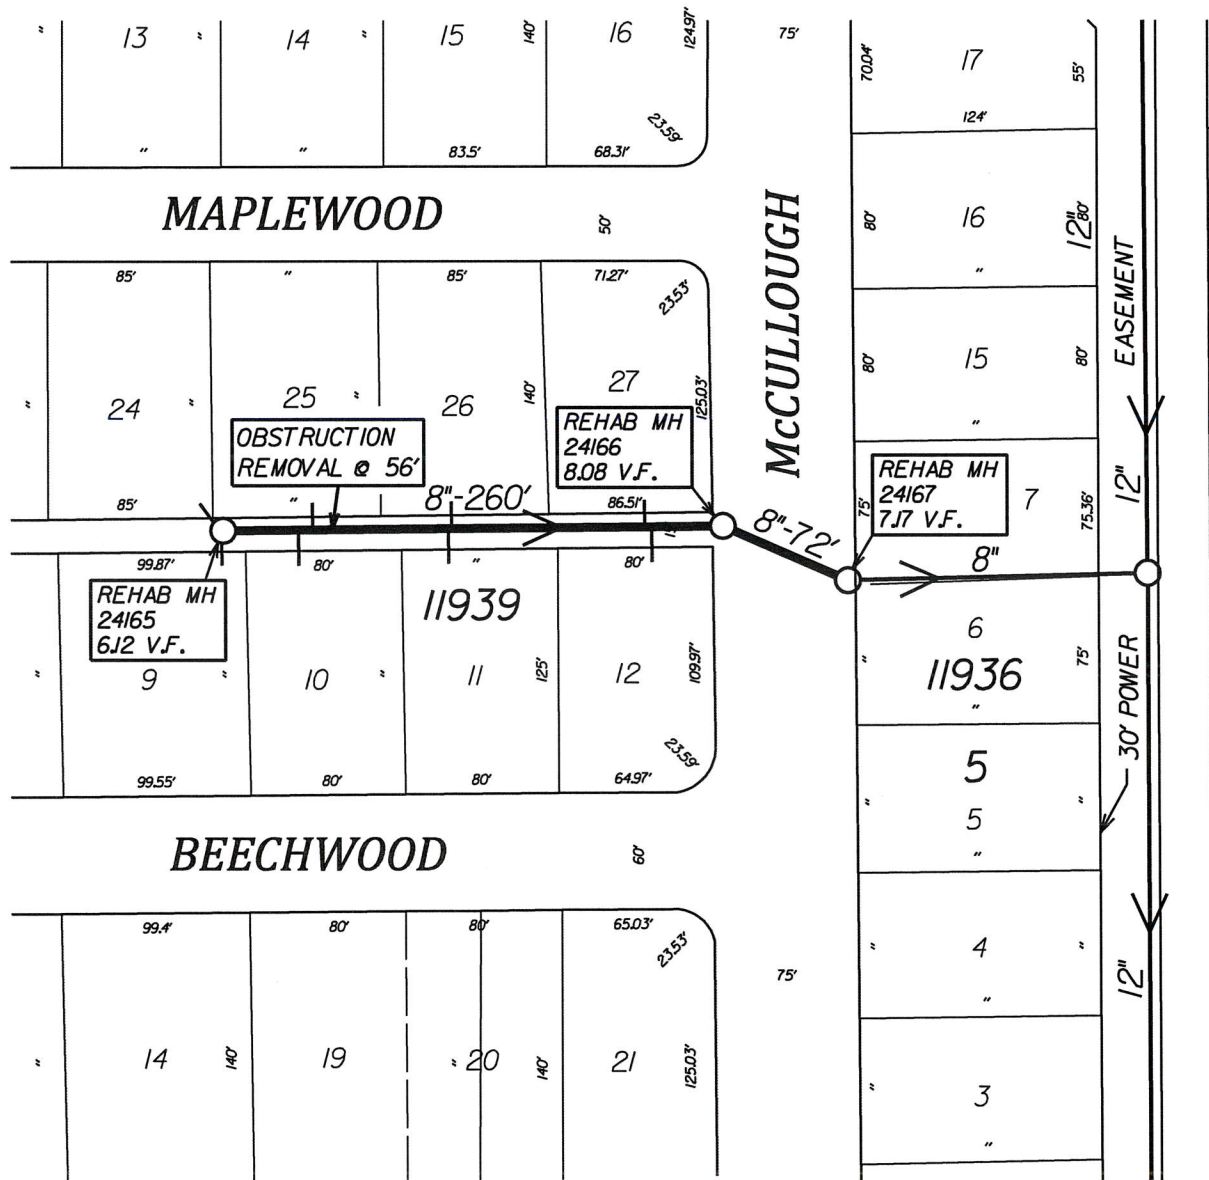 " 13 " 14 " 15 140' 16 124.97' 75' 70.04' 17 55'
23.59'
124'
" " 83.5' 68.31'
MAPLEWOOD
50'
McCULLOUGH
80' 16 12" 80'
"
EASEMENT
85' " 85' 71.27' 23.53'
80' 15 80'
"
" 24 " 25 " 26 140' 27 125.03'
OBSTRUCTION
REMOVAL @ 56'
REHAB MH
24166
8.08 V.F.
REHAB MH
24167
7.17 V.F.
75' 7 75.36' 12"
85' " 8"-260' 86.51'
8"-72'
8"
99.87' 80' " 80'
REHAB MH
24165
6.12 V.F.
11939
6
11936
" 75'
"
" 9 " 10 " 11 125' 12 109.97'
30' POWER
23.59'
99.55' 80' 80' 64.97'
5
" 5 "
"
BEECHWOOD
60'
99.4' 80' 80' 65.03'
23.53'
75'
" 4 "
"
12"
" 14 140' 19 " 20 140' 21 125.03'
" 3
"